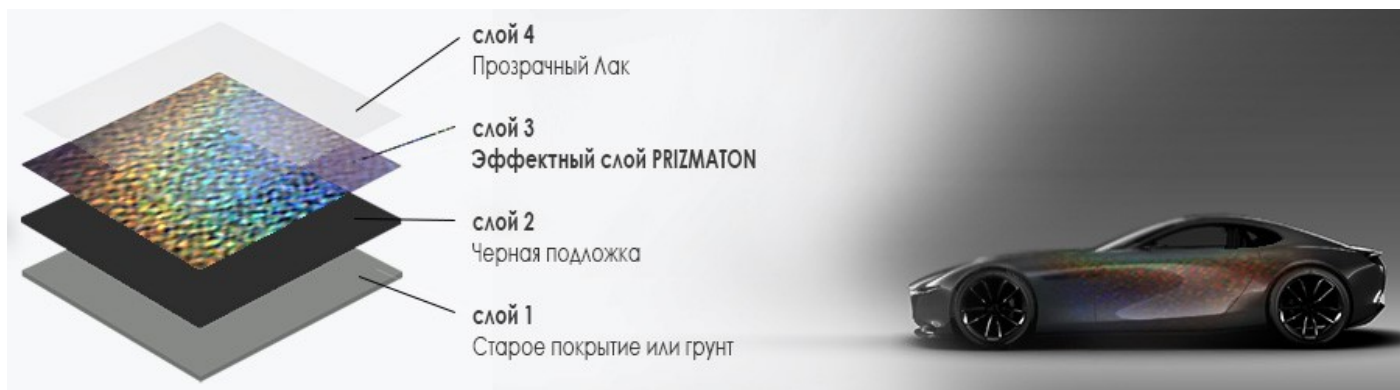 слой 4
Прозрачный Лак
слой 3
Эффектный слой PRIZMATON
слой 2
Черная подложка
слой 1
Старое покрытие или грунт